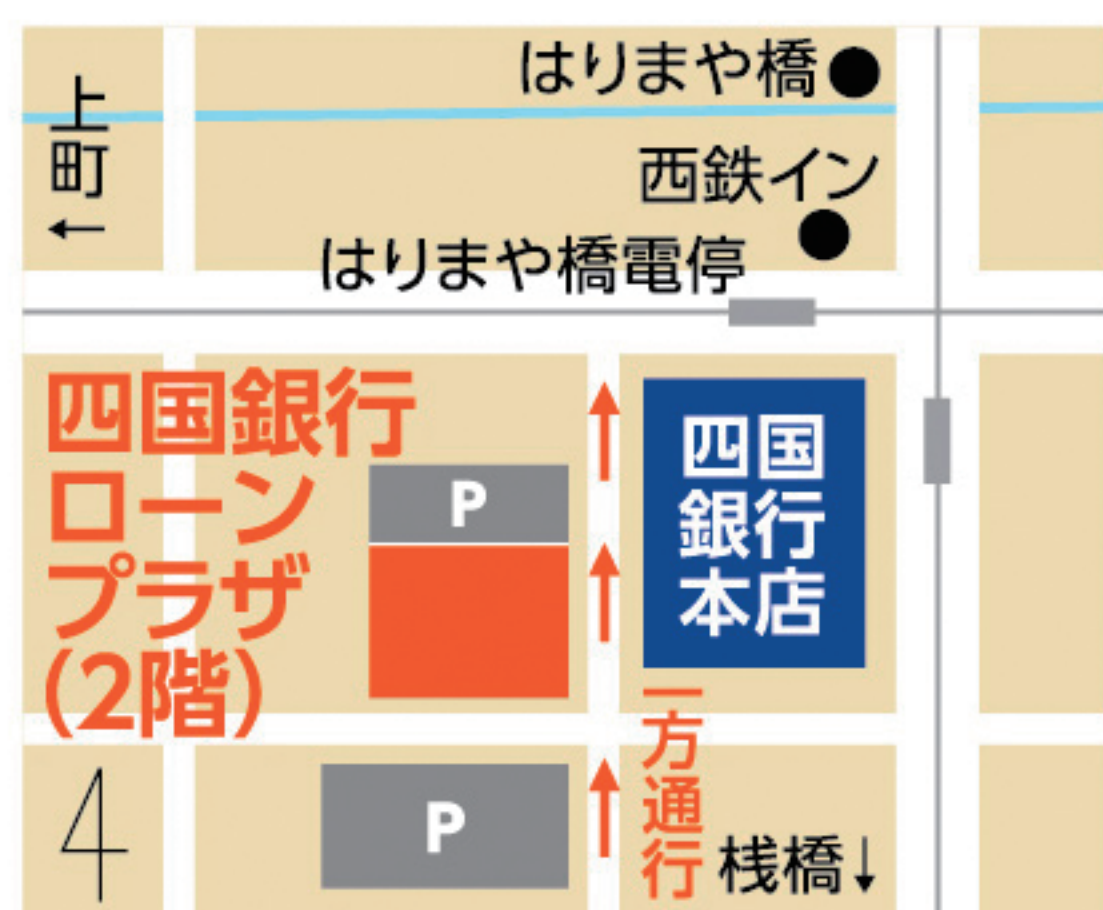 はりまや橋
上町
←
西鉄イン
はりまや橋電停
四国銀行
ローン
プラザ
(2階)
P
四国
銀行
本店
一方通行
P
桟橋↓